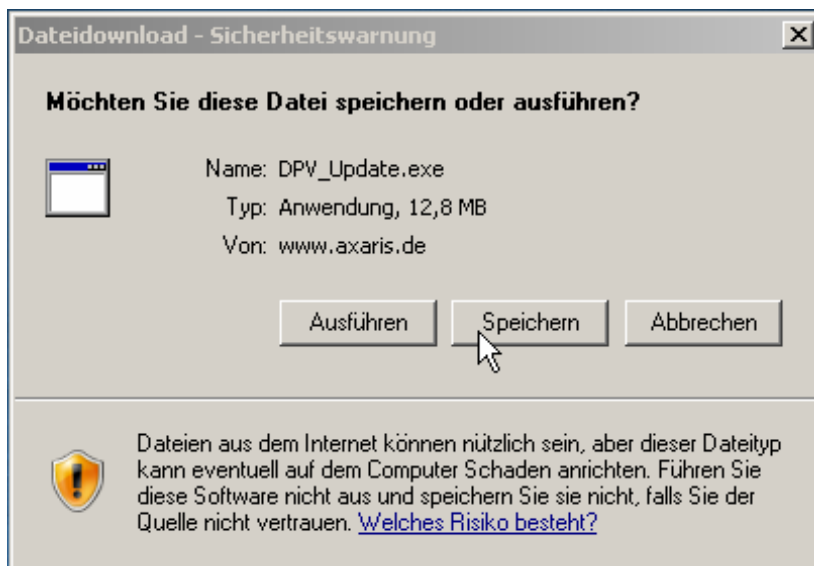 Dateidownload - Sicherheitswarnung
Möchten Sie diese Datei speichern oder ausführen?
Name: DPV_Update.exe
Typ: Anwendung, 12,8 MB
Von: www.axaris.de
Ausführen Speichern Abbrechen
Dateien aus dem Internet können nützlich sein, aber dieser Dateityp
kann eventuell auf dem Computer Schaden anrichten. Führen Sie
diese Software nicht aus und speichern Sie sie nicht, falls Sie der
Quelle nicht vertrauen. Welches Risiko besteht?